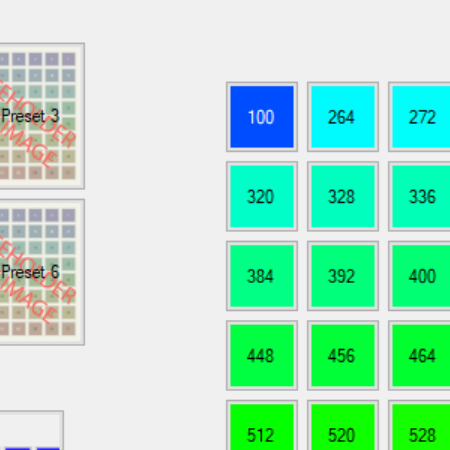 Preset 3
PLACEHOLDER
IMAGE
Preset 6
PLACEHOLDER
IMAGE
100 264 272
320 328 336
384 392 400
448 456 464
512 520 528